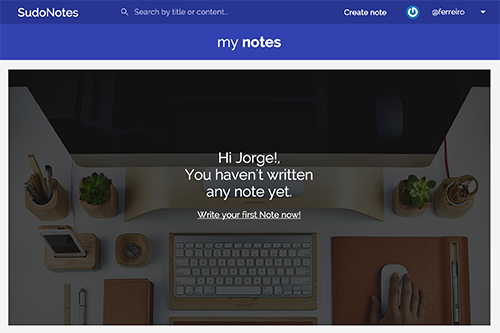 SudoNotes
Search by title or content...
Create note
@ferreiro
my notes
Hi Jorge!,
You haven't written
any note yet.
Write your first Note now!